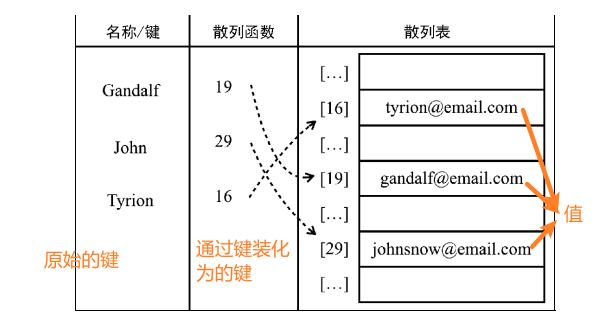 名称/键 散列函数 散列表
[…]
Gandalf 19
[16] tyrion@email.com
John 29 […]
[19] gandalf@email.com
Tyrion 16
[…] 值
原始的键 通过键装化 [29] johnsnow@email.com
为的键
[…]